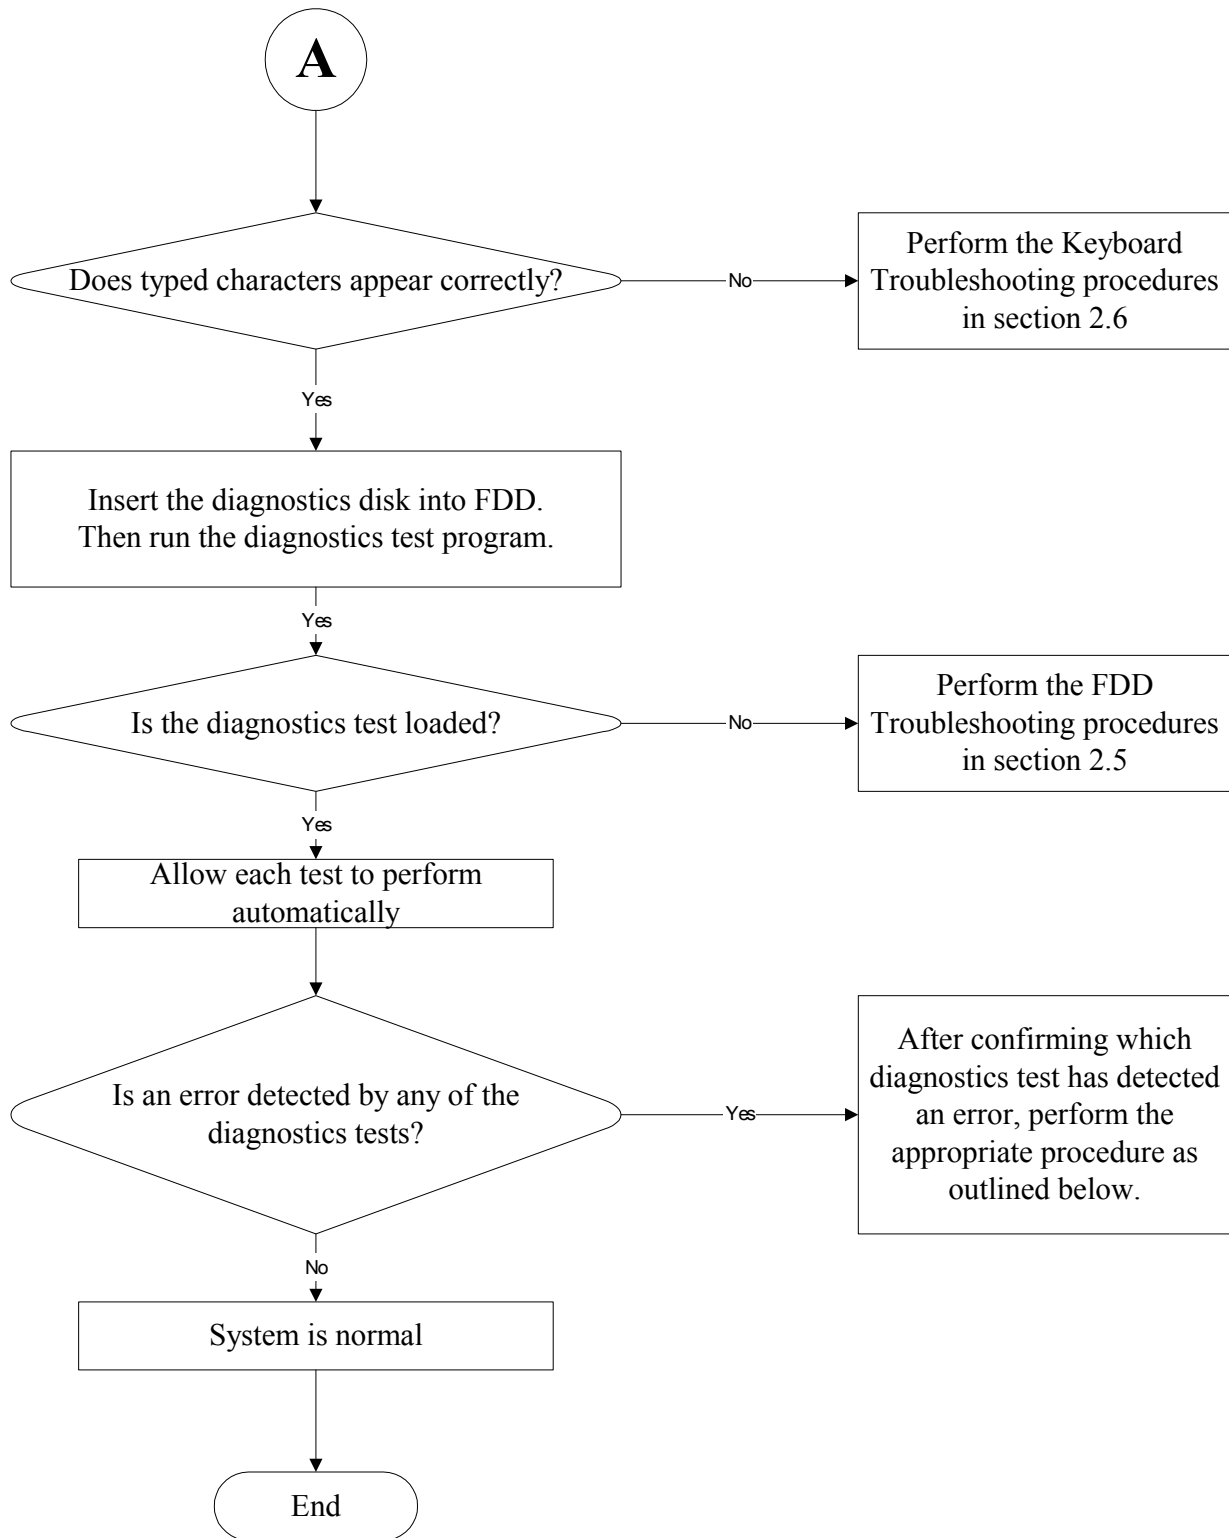 A
Does typed characters appear correctly?
No
Perform the Keyboard
Troubleshooting procedures
in section 2.6
Yes
Insert the diagnostics disk into FDD.
Then run the diagnostics test program.
Yes
Is the diagnostics test loaded?
No
Perform the FDD
Troubleshooting procedures
in section 2.5
Yes
Allow each test to perform
automatically
Is an error detected by any of the
diagnostics tests?
Yes
After confirming which
diagnostics test has detected
an error, perform the
appropriate procedure as
outlined below.
No
System is normal
End